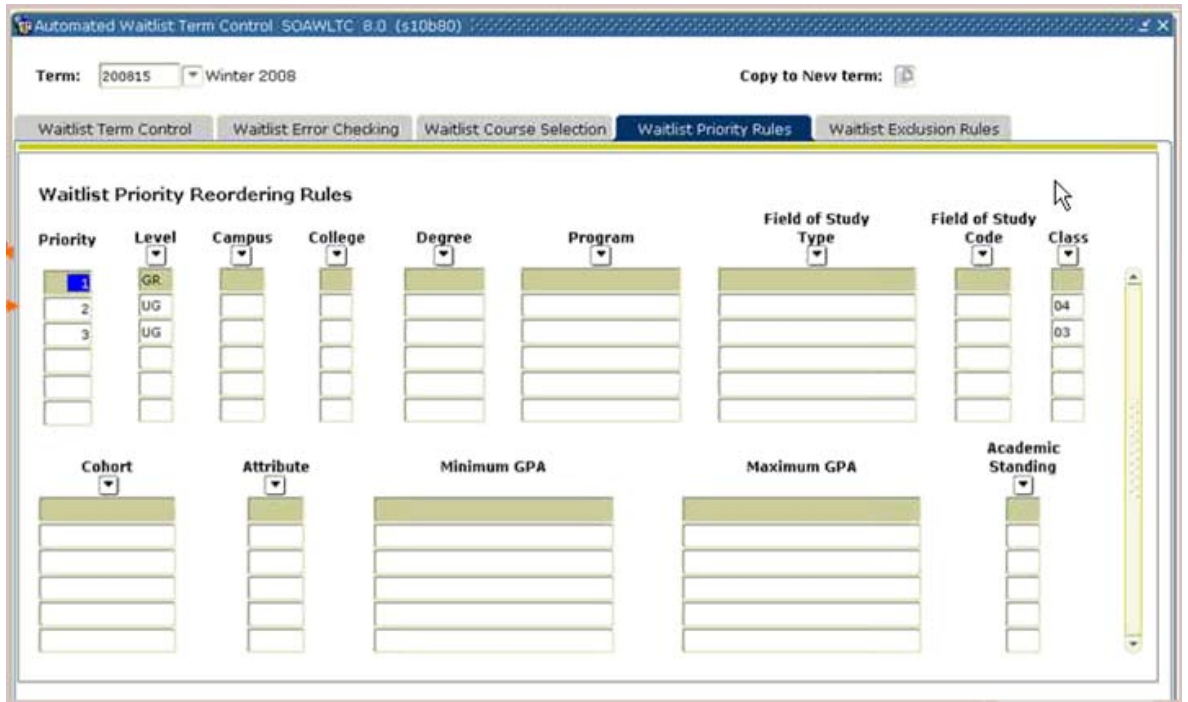 Automated Waitlist Term Control SOAWLTC 8.0 (s10b80)
Term: 200815 Winter 2008 Copy to New term:
Waitlist Term Control Waitlist Error Checking Waitlist Course Selection Waitlist Priority Rules Waitlist Exclusion Rules
Waitlist Priority Reordering Rules
Field of Study Field of Study
Priority Level Campus College Degree Program Type Code Class
1 GR
2 UG 04
3 UG 03
Academic
Cohort Attribute Minimum GPA Maximum GPA Standing